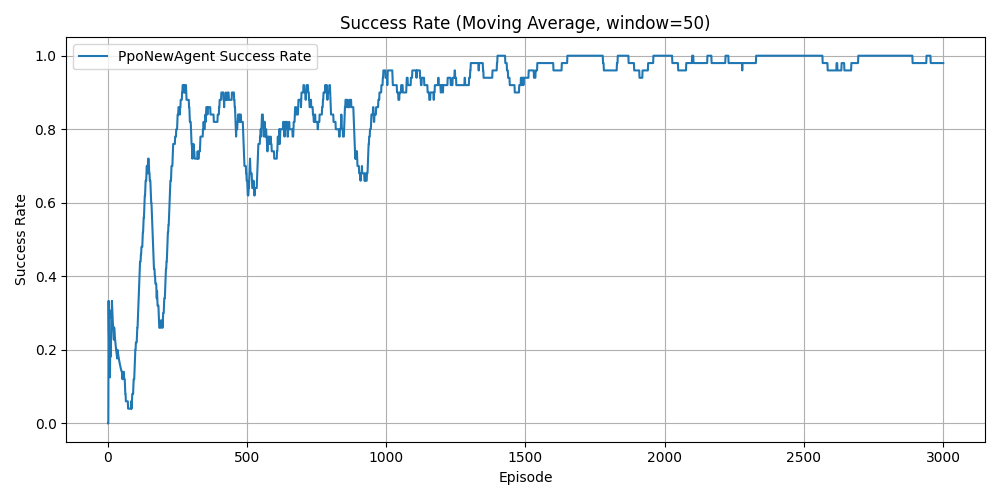 Success Rate (Moving Average, window=50)
PpoNewAgent Success Rate
Success Rate
1.0
0.8
0.6
0.4
0.2
0.0
0 500 1000 1500 2000 2500 3000
Episode